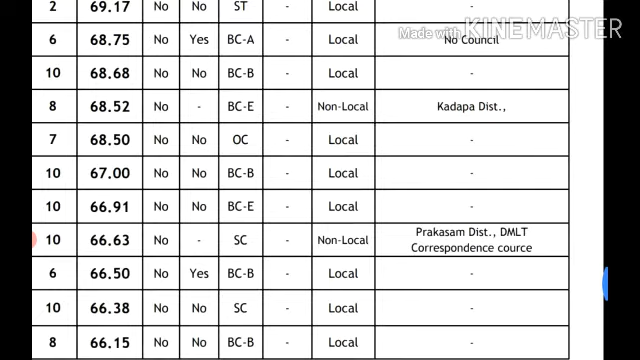 2 69.17 No No ST - Local -
Made with KINEMASTER
6 68.75 No Yes BC-A - Local No Council
10 68.68 No No BC-B - Local -
8 68.52 No - BC-E - Non-Local Kadapa Dist.,
7 68.50 No No OC - Local -
10 67.00 No No BC-B - Local -
10 66.91 No No BC-E - Local -
10 66.63 No - SC - Non-Local Prakasam Dist., DMLT
Correspondence cource
6 66.50 No Yes BC-B - Local -
10 66.38 No No SC - Local -
8 66.15 No No BC-B - Local -